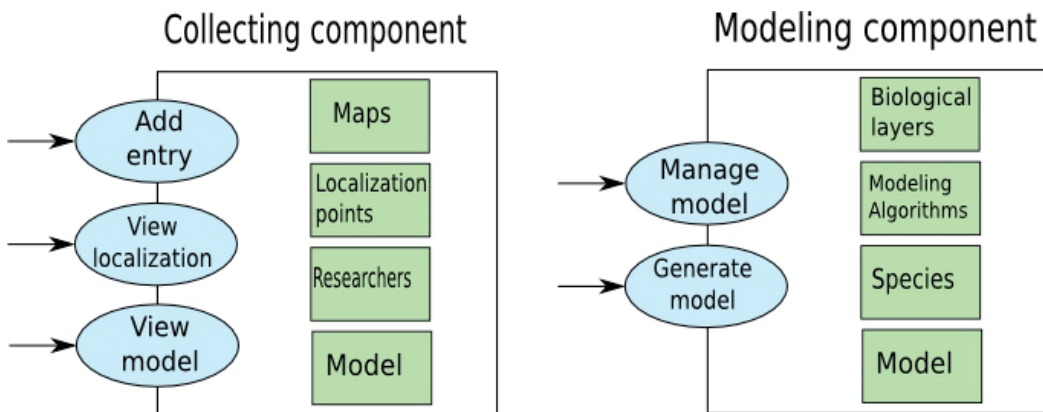 Collecting component
Add
entry
View
localization
View
model
Maps
Localization
points
Researchers
Model
Modeling component
Manage
model
Generate
model
Biological
layers
Modeling
Algorithms
Species
Model